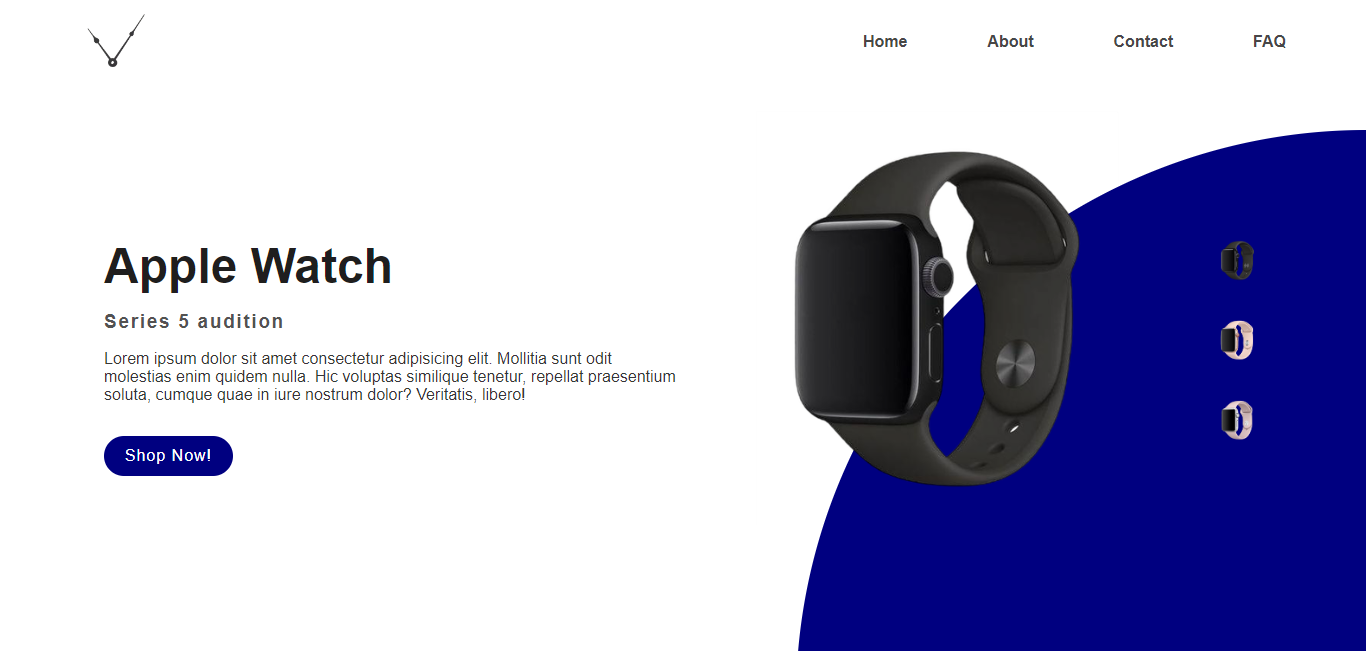 Home About Contact FAQ
Apple Watch
Series 5 audition
Lorem ipsum dolor sit amet consectetur adipisicing elit. Mollitia sunt odit
molestias enim quidem nulla. Hic voluptas similique tenetur, repellat praesentium
soluta, cumque quae in iure nostrum dolor? Veritatis, libero!
Shop Now!